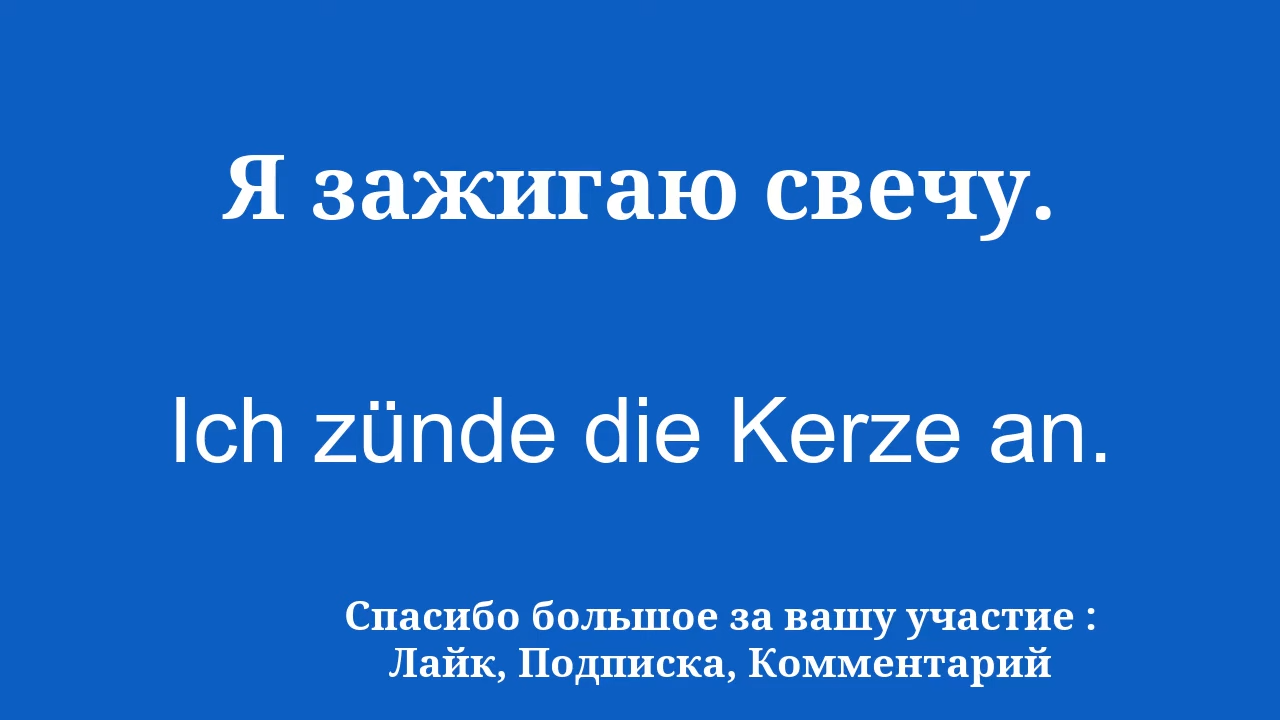 Я зажигаю свечу.
Ich zünde die Kerze an.
Спасибо большое за вашу участие :
Лайк, Подписка, Комментарий